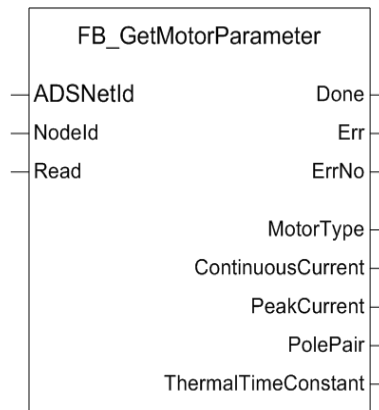 FB_GetMotorParameter
ADSNetId Done
NodeId Err
Read ErrNo
MotorType
ContinuousCurrent
PeakCurrent
PolePair
ThermalTimeConstant